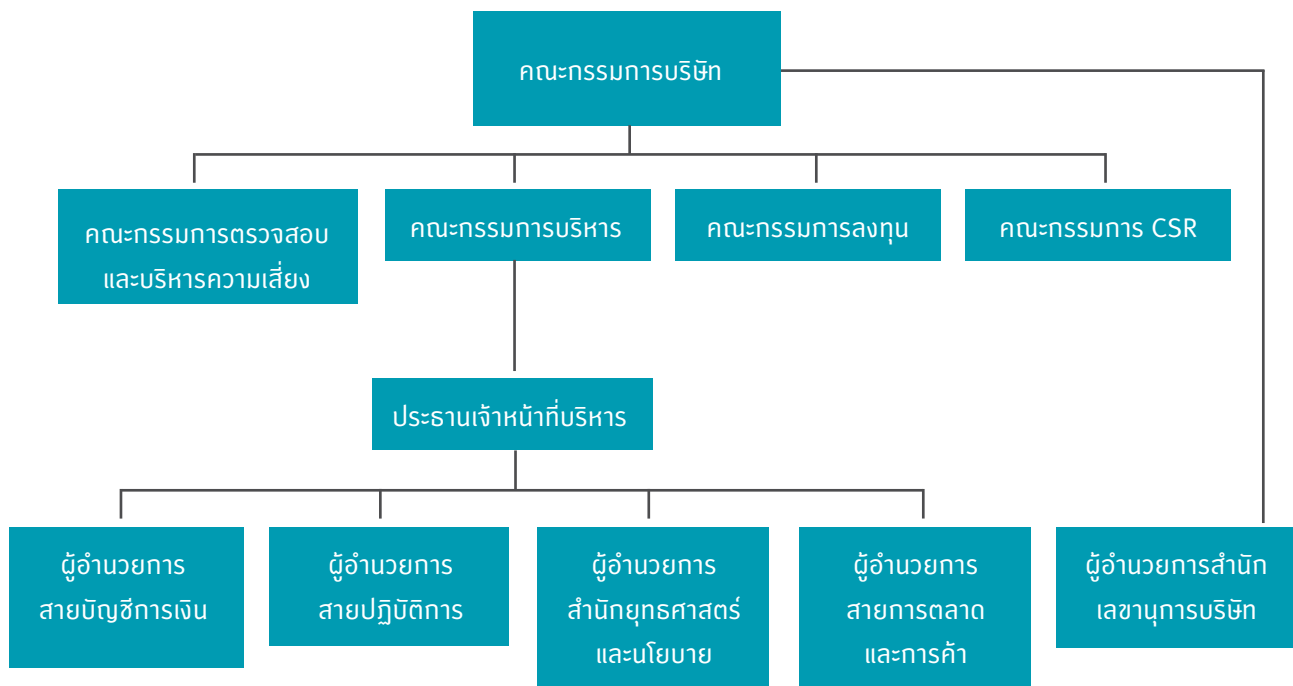 คณะกรรมการบริษัท
คณะกรรมการตรวจสอบ
และบริหารความเสี่ยง
คณะกรรมการบริหาร
คณะกรรมการลงทุน
คณะกรรมการ CSR
ประธานเจ้าหน้าที่บริหาร
ผู้อำนวยการ
สายบัญชีการเงิน
ผู้อำนวยการ
สายปฏิบัติการ
ผู้อำนวยการ
สำนักยุทธศาสตร์
และนโยบาย
ผู้อำนวยการ
สายการตลาด
และการค้า
ผู้อำนวยการสำนัก
เลขานุการบริษัท